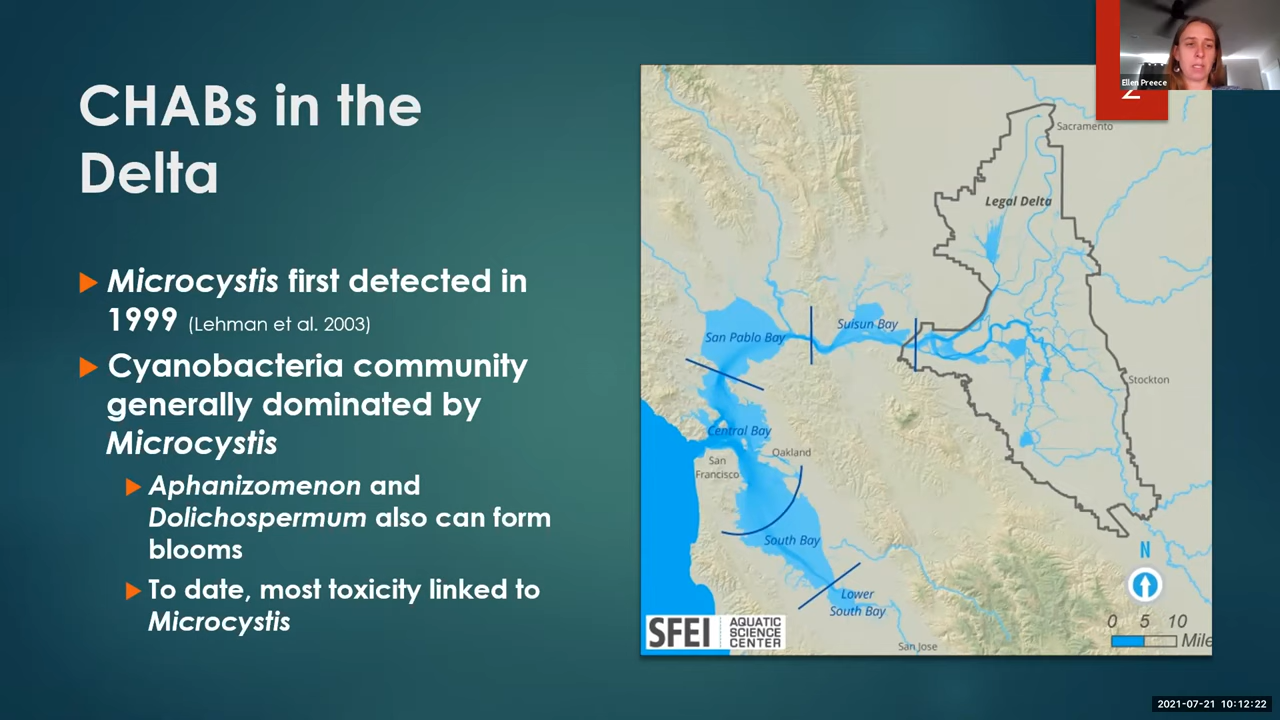 CHABs in the
Delta
Microcystis first detected in
1999 (Lehman et al. 2003)
Cyanobacteria community
generally dominated by
Microcystis
Aphanizomenon and
Dolichospermum also can form
blooms
To date, most toxicity linked to
Microcystis
Ellen Preece
2
Sacramento
Legal Delta
Suisun Bay
San Pablo Bay
Stockton
Central Bay
Oakland
San
Francisco
South Bay
N
Lower
South Bay
0 5 10
Mile
SFEI AQUATIC
SCIENCE
CENTER
San Jose
2021-07-21 10:12:22